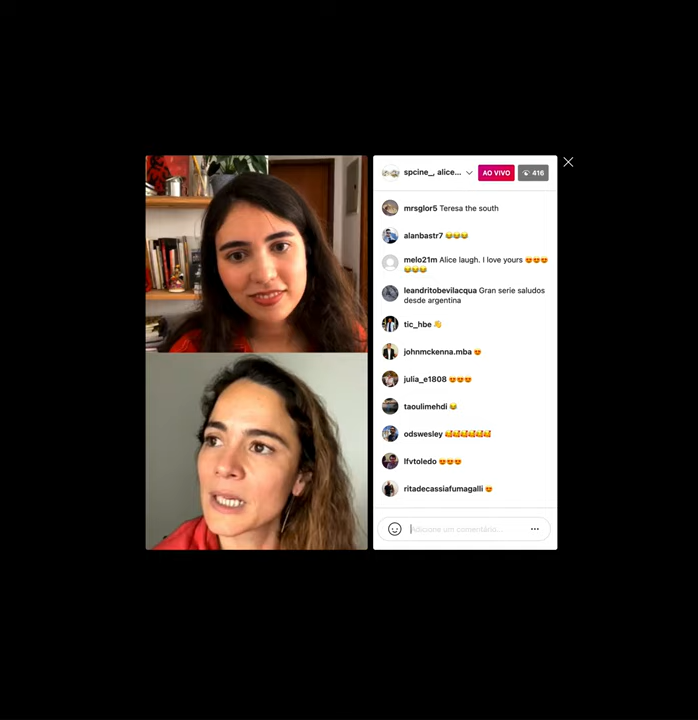 spcine_, alice...
AO VIVO
416
mrsglor5 Teresa the south
alanbastr7 😂😂😂
melo21m Alice laugh. I love yours 😍😍😍
😂😂😂
leandritobevilacqua Gran serie saludos
desde argentina
tic_hbe 👋
johnmckenna.mba 😍
julia_e1808 😍😍😍
taoulimehdi 😂
odswesley 🥰🥰🥰🥰🥰🥰
lfvtoledo 😍😍😍
ritadecassiafumagalli 😍
Adicione um comentário...